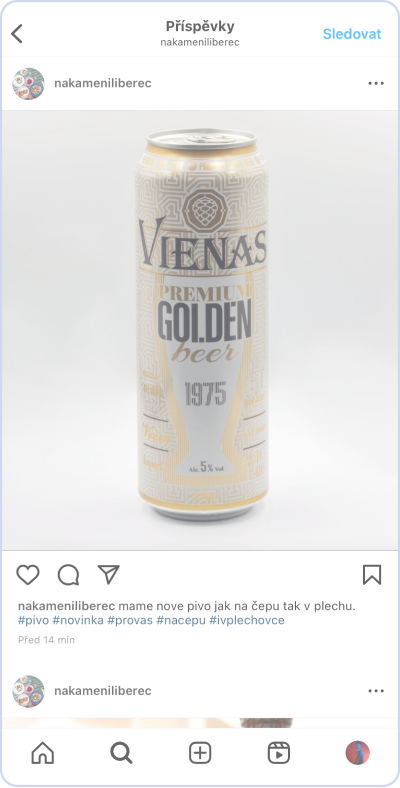 Příspěvky
nakameniliberec
Sledovat
nakameniliberec
VIENAS
PREMIUM
GOLDEN
beer
1975
Alc. 5% Vol
nakameniliberec mame nove pivo jak na čepu tak v plechu.
#pivo #novinka #provas #nacepu #ivplechovce
Před 14 min
nakameniliberec